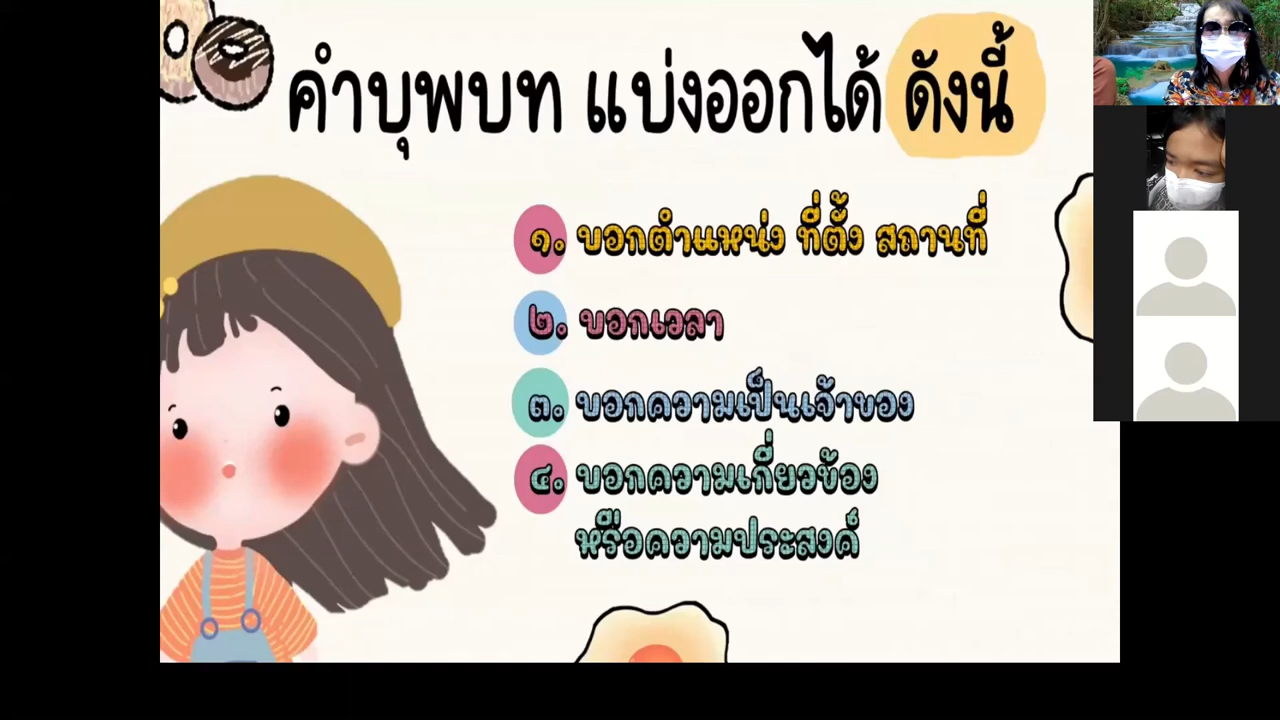 คำบุพบท แบ่งออกได้ ดังนี้
๑. บอกตำแหน่ง ที่ตั้ง สถานที่
๒. บอกเวลา
๓. บอกความเป็นเจ้าของ
๔. บอกความเกี่ยวข้อง
หรือความประสงค์